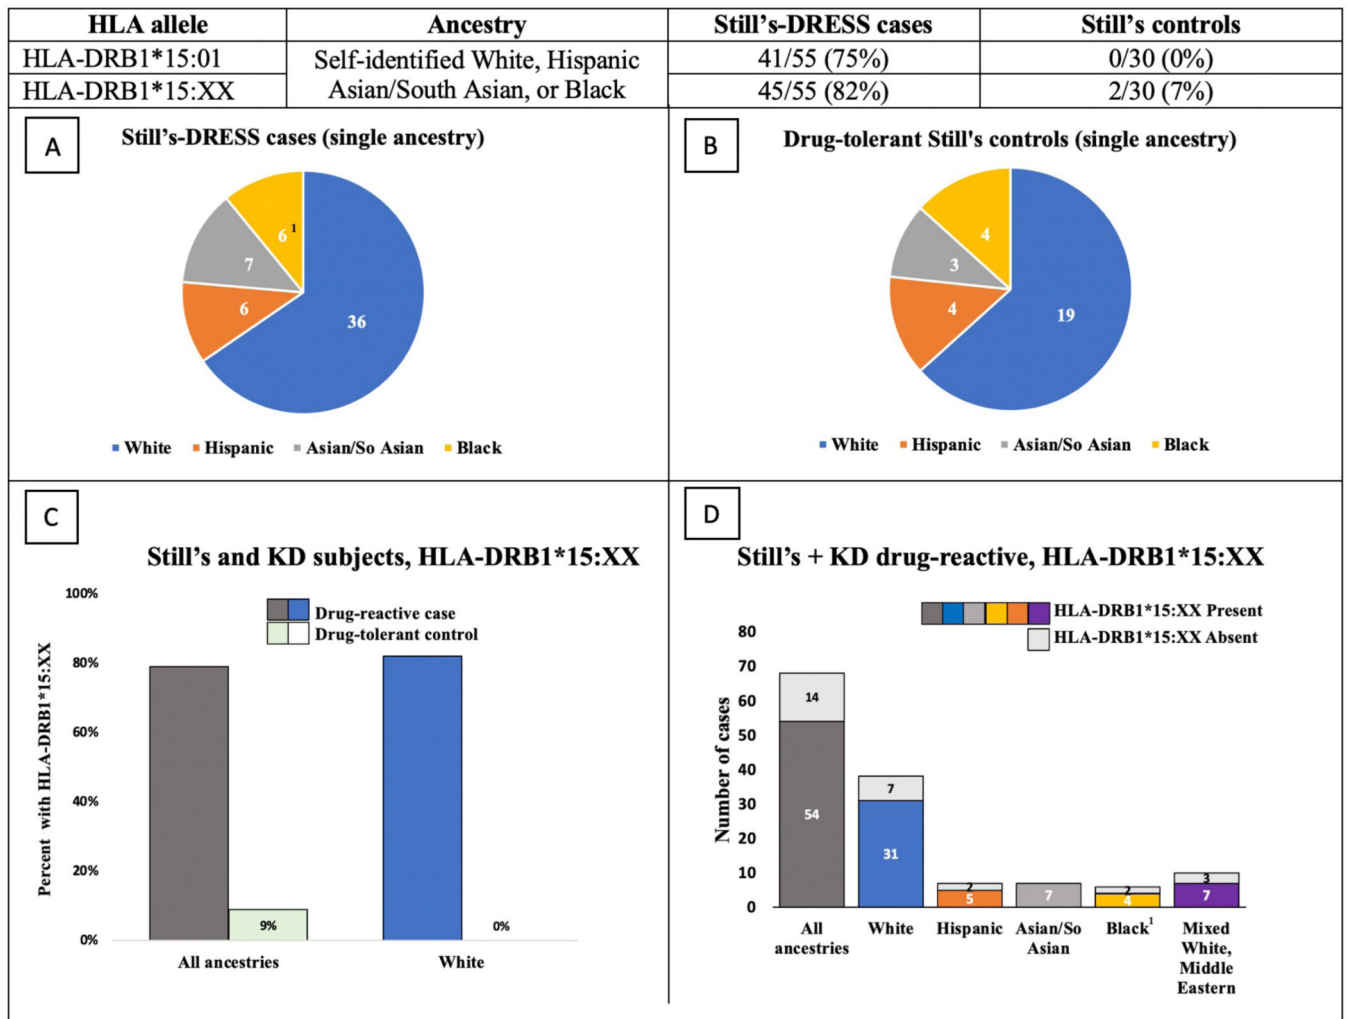 HLA allele Ancestry Still's-DRESS cases Still's controls
HLA-DRB1*15:01 Self-identified White, Hispanic 41/55 (75%) 0/30 (0%)
HLA-DRB1*15:XX Asian/South Asian, or Black 45/55 (82%) 2/30 (7%)
A
Still's-DRESS cases (single ancestry)
6 1
7
6
36
White Hispanic Asian/So Asian Black
B
Drug-tolerant Still's controls (single ancestry)
4
3
4
19
White Hispanic Asian/So Asian Black
C
Still's and KD subjects, HLA-DRB1*15:XX
Drug-reactive case
Drug-tolerant control
Percent with HLA-DRB1*15:XX
100%
80%
60%
40%
20%
0%
9%
0%
All ancestries White
D
Still's + KD drug-reactive, HLA-DRB1*15:XX
HLA-DRB1*15:XX Present
HLA-DRB1*15:XX Absent
Number of cases
80
70
60
50
40
30
20
10
0
14
54
7
31
2
5
7
2
4
3
7
All ancestries
White
Hispanic
Asian/So Asian
Black1
Mixed White, Middle Eastern